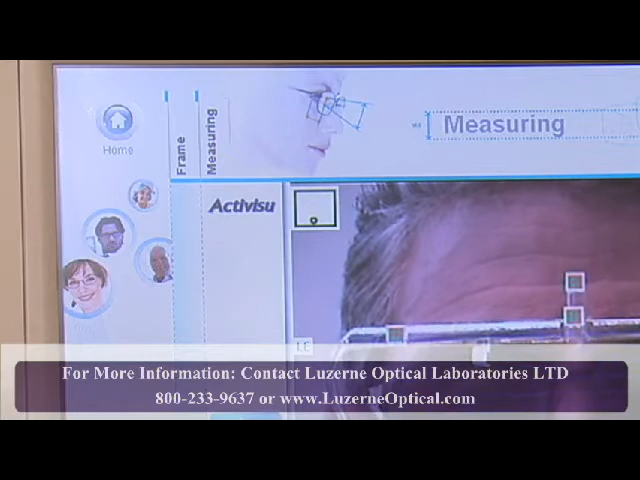 Measuring
Home
Frame
Measuring
Activisu
LE
For More Information: Contact Luzerne Optical Laboratories LTD
800-233-9637 or www.LuzerneOptical.com